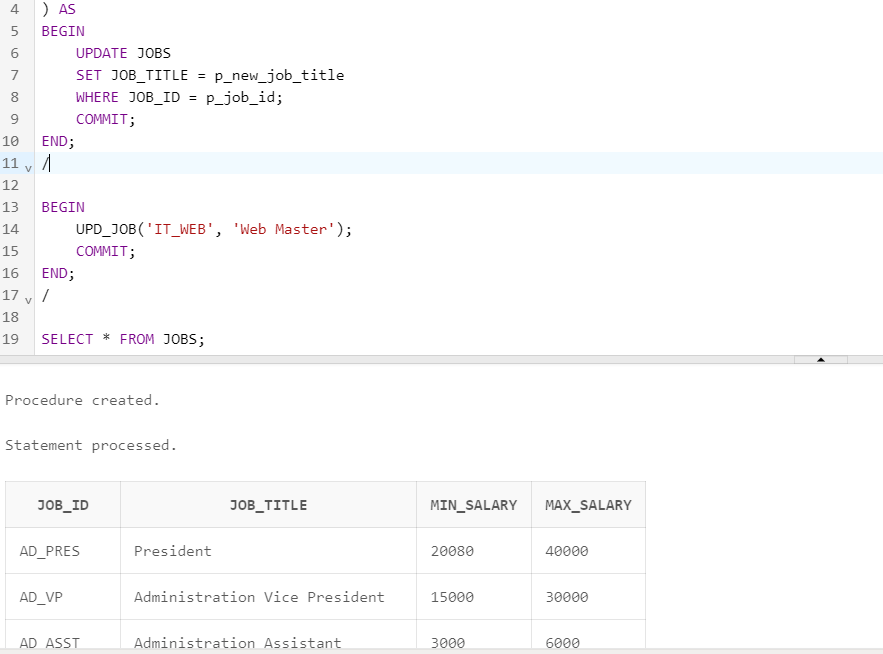 4 ) AS
5 BEGIN
6     UPDATE JOBS
7     SET JOB_TITLE = p_new_job_title
8     WHERE JOB_ID = p_job_id;
9     COMMIT;
10 END;
11 /
12
13 BEGIN
14     UPD_JOB('IT_WEB', 'Web Master');
15     COMMIT;
16 END;
17 /
18
19 SELECT * FROM JOBS;
Procedure created.
Statement processed.
JOB_ID JOB_TITLE MIN_SALARY MAX_SALARY
AD_PRES President 20080 40000
AD_VP Administration Vice President 15000 30000
AD_ASST Administration Assistant 3000 6000